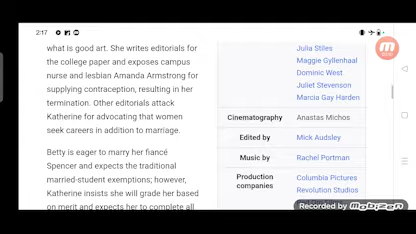 2:17
what is good art. She writes editorials for
the college paper and exposes campus
nurse and lesbian Amanda Armstrong for
supplying contraception, resulting in her
termination. Other editorials attack
Katherine for advocating that women
seek careers in addition to marriage.
Betty is eager to marry her fiancé
Spencer and expects the traditional
married-student exemptions; however,
Katherine insists she will grade her based
on merit and expects her to complete all
Julia Stiles
Maggie Gyllenhaal
Dominic West
Juliet Stevenson
Marcia Gay Harden
Cinematography Anastas Michos
Edited by Mick Audsley
Music by Rachel Portman
Production Columbia Pictures
companies Revolution Studios
Recorded by Mobizen